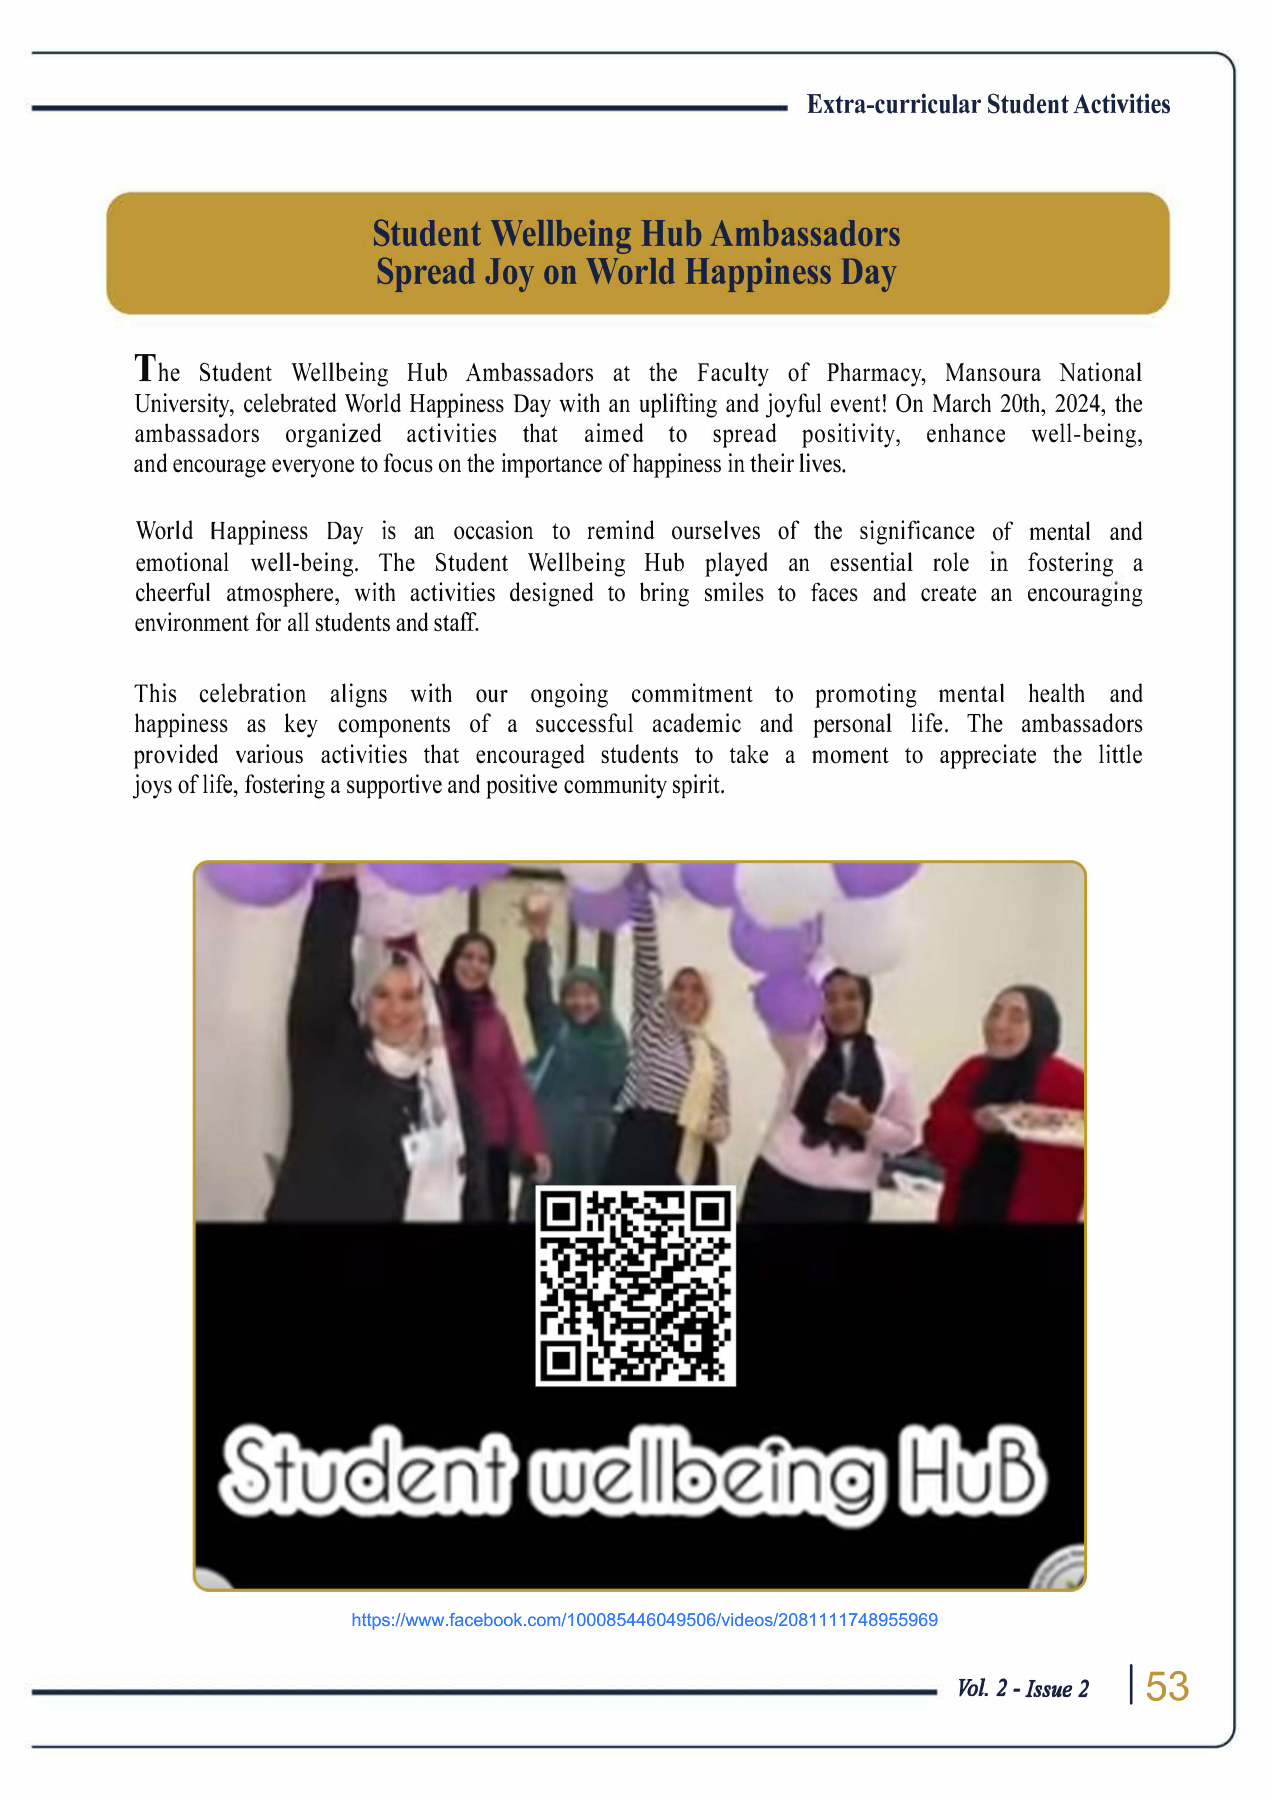 Extra-curricular Student Activities
Student Wellbeing Hub Ambassadors
Spread Joy on World Happiness Day
The Student Wellbeing Hub Ambassadors at the Faculty of Pharmacy, Mansoura National
University, celebrated World Happiness Day with an uplifting and joyful event! On March 20th, 2024, the
ambassadors organized activities that aimed to spread positivity, enhance well-being,
and encourage everyone to focus on the importance of happiness in their lives.
World Happiness Day is an occasion to remind ourselves of the significance of mental and
emotional well-being. The Student Wellbeing Hub played an essential role in fostering a
cheerful atmosphere, with activities designed to bring smiles to faces and create an encouraging
environment for all students and staff.
This celebration aligns with our ongoing commitment to promoting mental health and
happiness as key components of a successful academic and personal life. The ambassadors
provided various activities that encouraged students to take a moment to appreciate the little
joys of life, fostering a supportive and positive community spirit.
Student wellbeing HuB
https://www.facebook.com/100085446049506/videos/2081111748955969
Vol. 2 - Issue 2
53